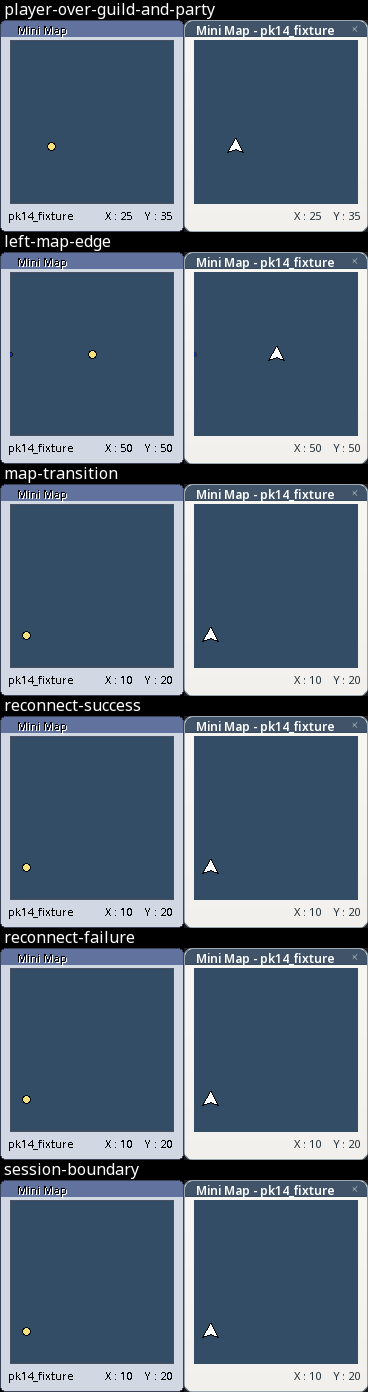 player-over-guild-and-party
Mini Map
Mini Map - pk14_fixture ×
pk14_fixture X : 25 Y : 35
X : 25 Y : 35
left-map-edge
Mini Map
Mini Map - pk14_fixture ×
pk14_fixture X : 50 Y : 50
X : 50 Y : 50
map-transition
Mini Map
Mini Map - pk14_fixture ×
pk14_fixture X : 10 Y : 20
X : 10 Y : 20
reconnect-success
Mini Map
Mini Map - pk14_fixture ×
pk14_fixture X : 10 Y : 20
X : 10 Y : 20
reconnect-failure
Mini Map
Mini Map - pk14_fixture ×
pk14_fixture X : 10 Y : 20
X : 10 Y : 20
session-boundary
Mini Map
Mini Map - pk14_fixture ×
pk14_fixture X : 10 Y : 20
X : 10 Y : 20